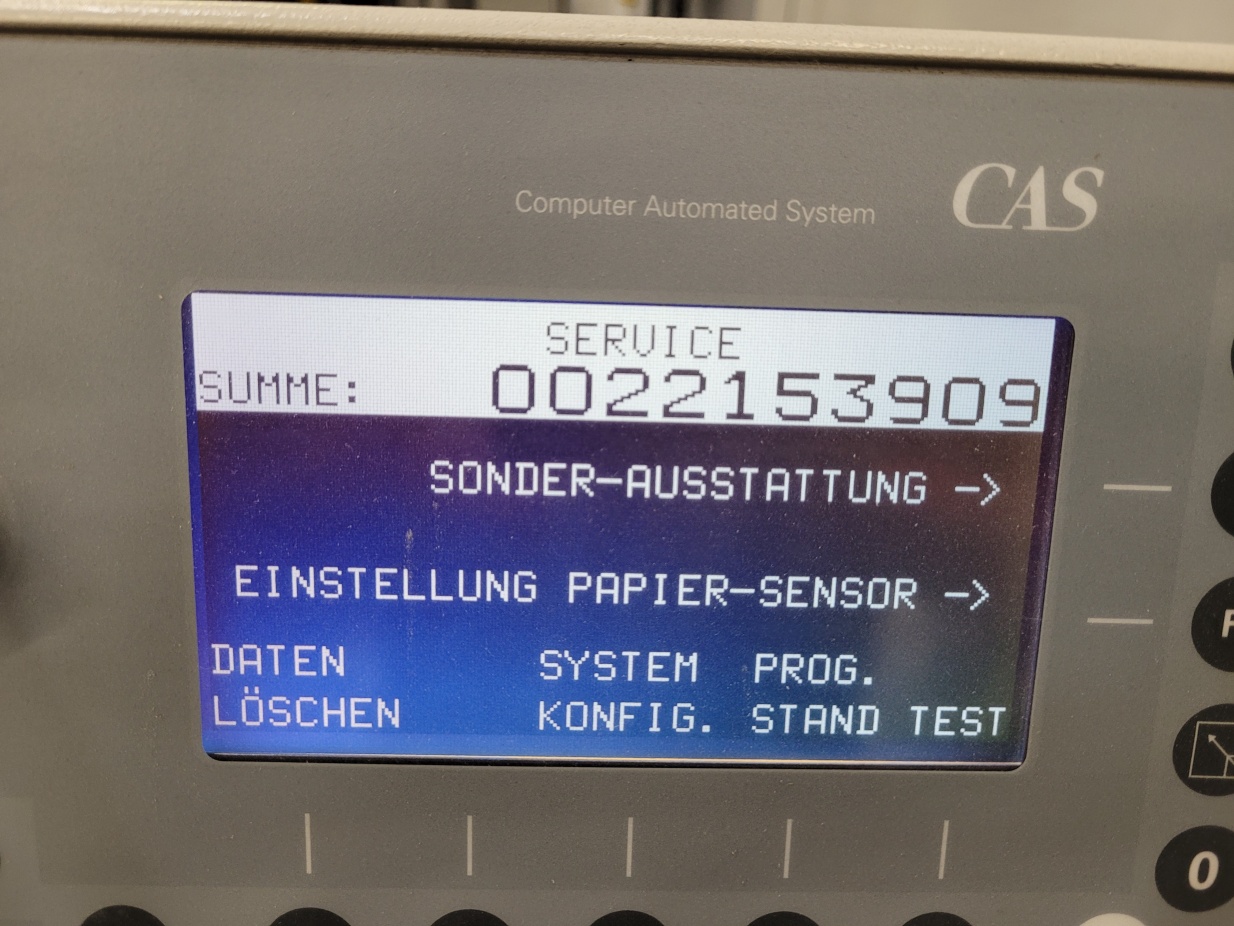 Computer Automated System CAS
SERVICE
SUMME: 0022153909
SONDER-AUSSTATTUNG ->
EINSTELLUNG PAPIER-SENSOR ->
DATEN SYSTEM PROG.
LÖSCHEN KONFIG. STAND TEST
0